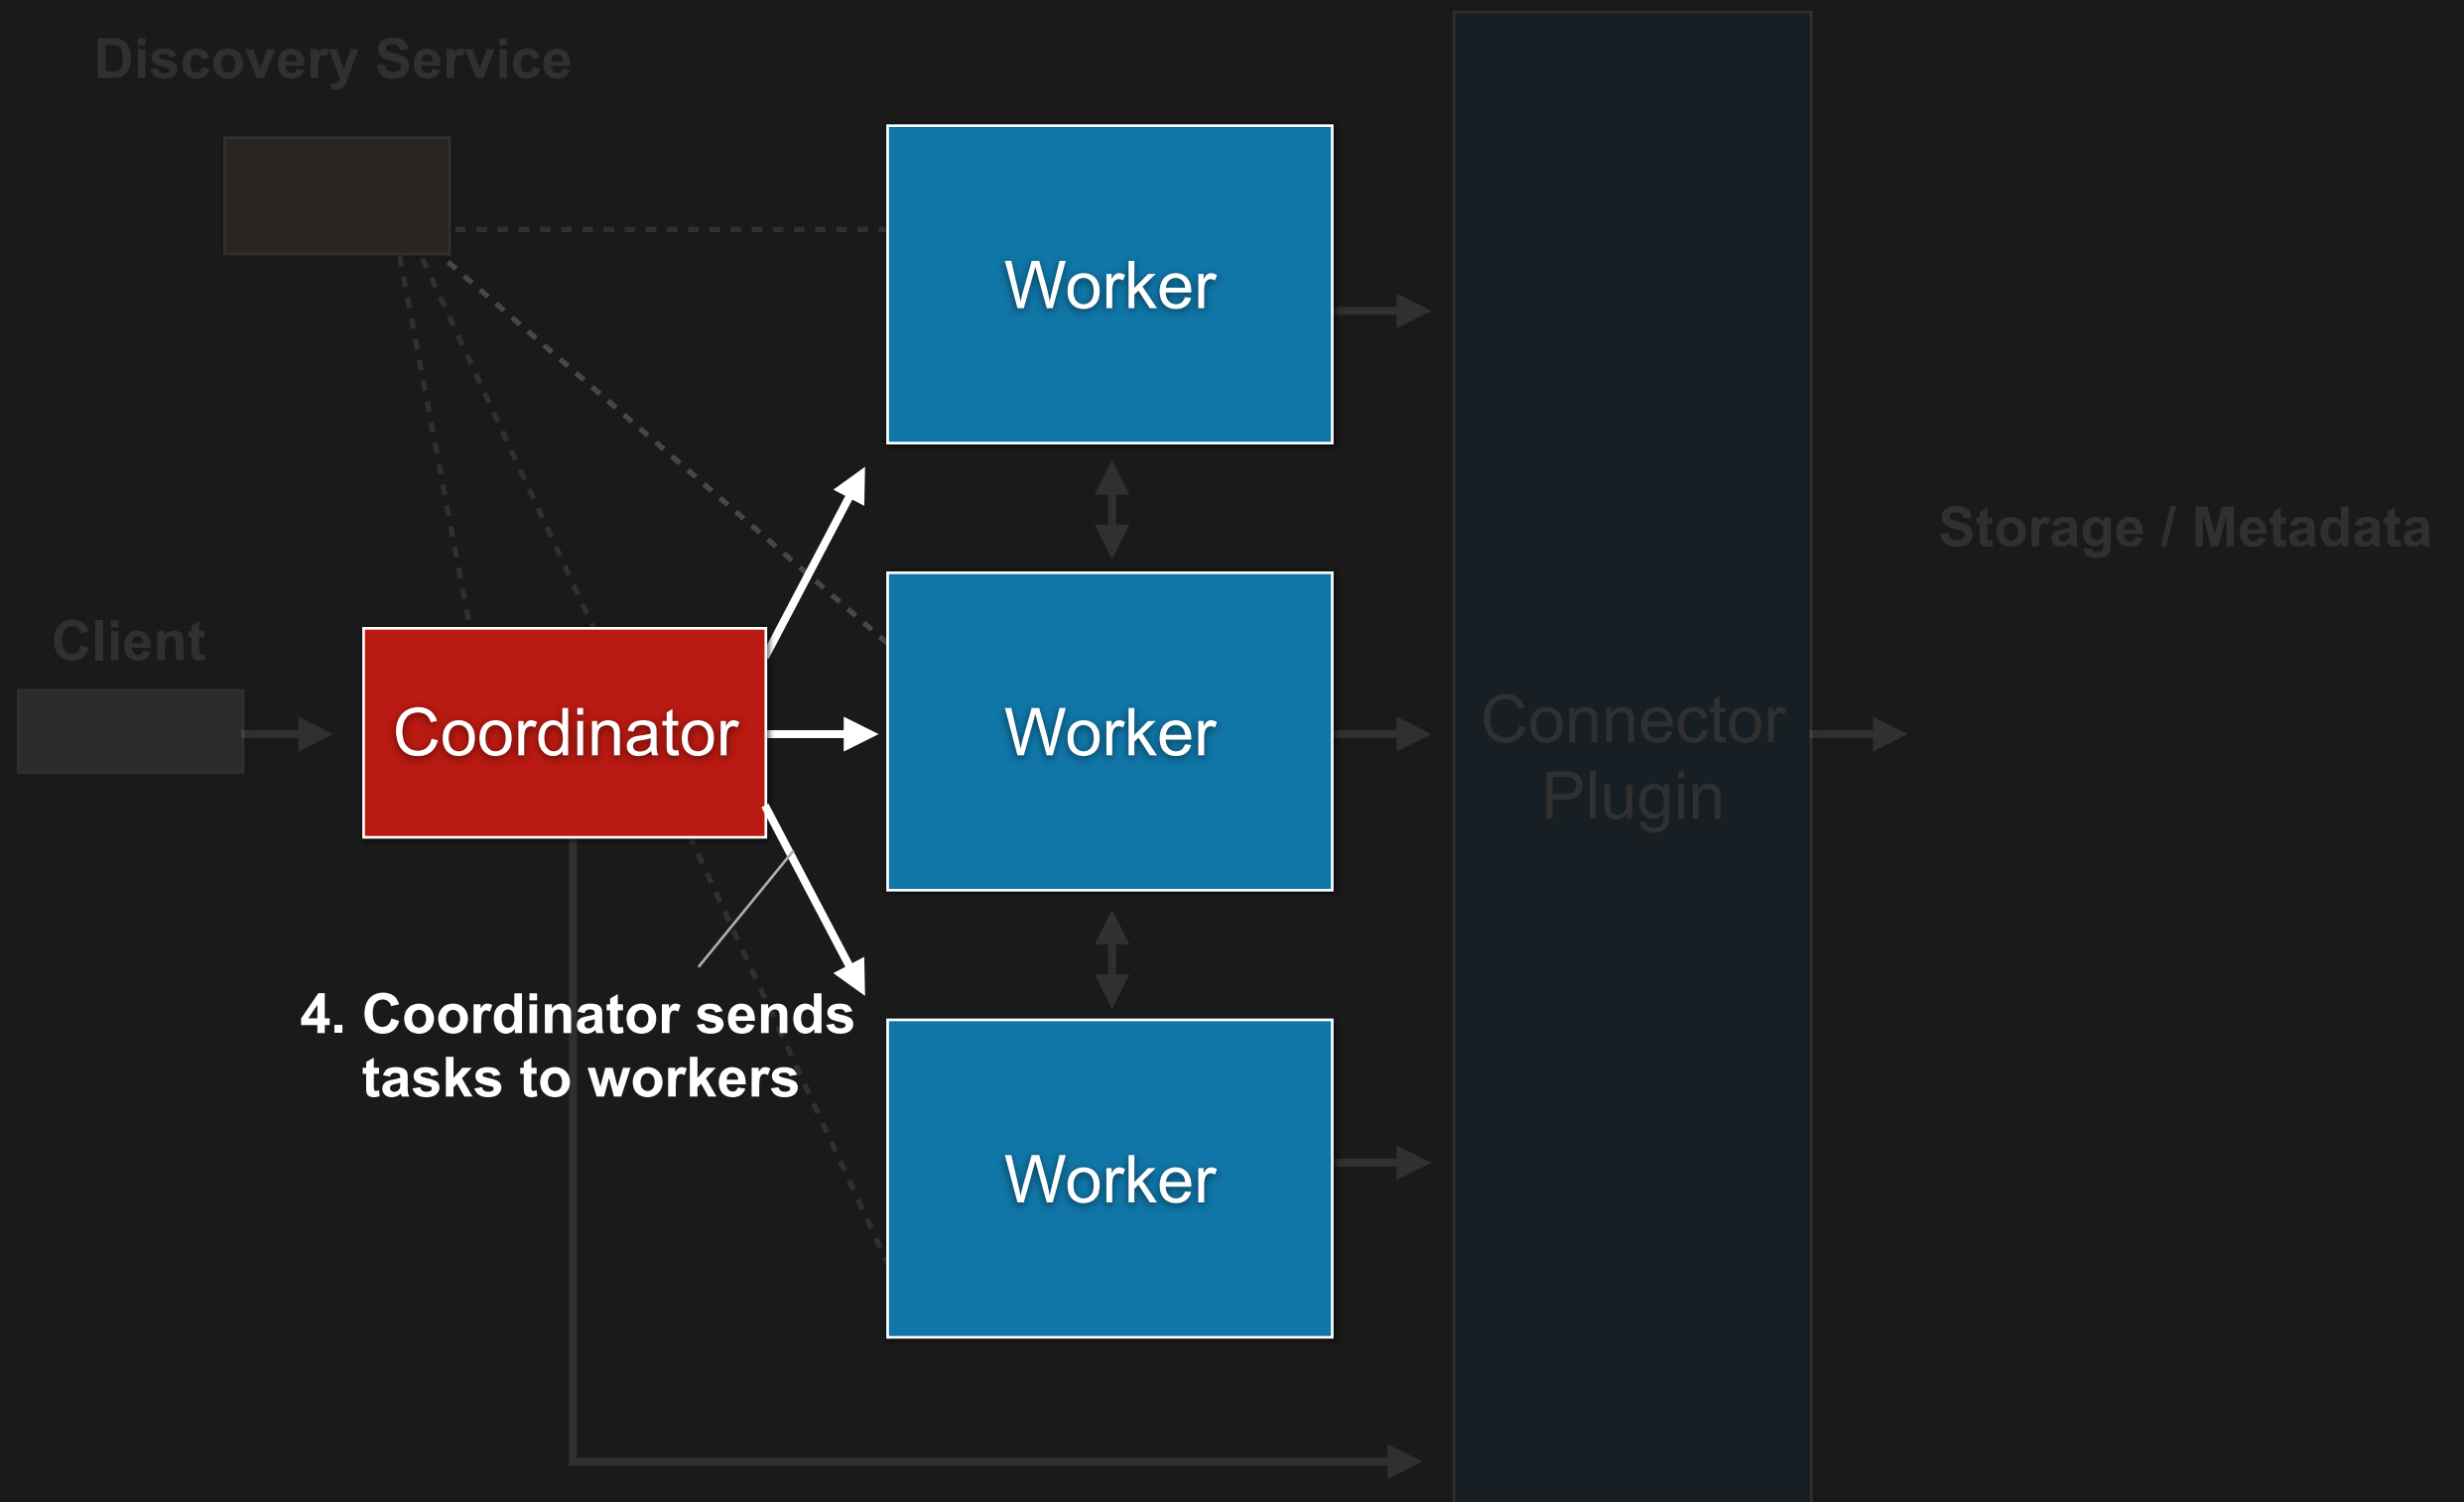 Discovery Service
Worker
Storage / Metadata
Client
Coordinator
Worker
Connector
Plugin
4. Coordinator sends
tasks to workers
Worker